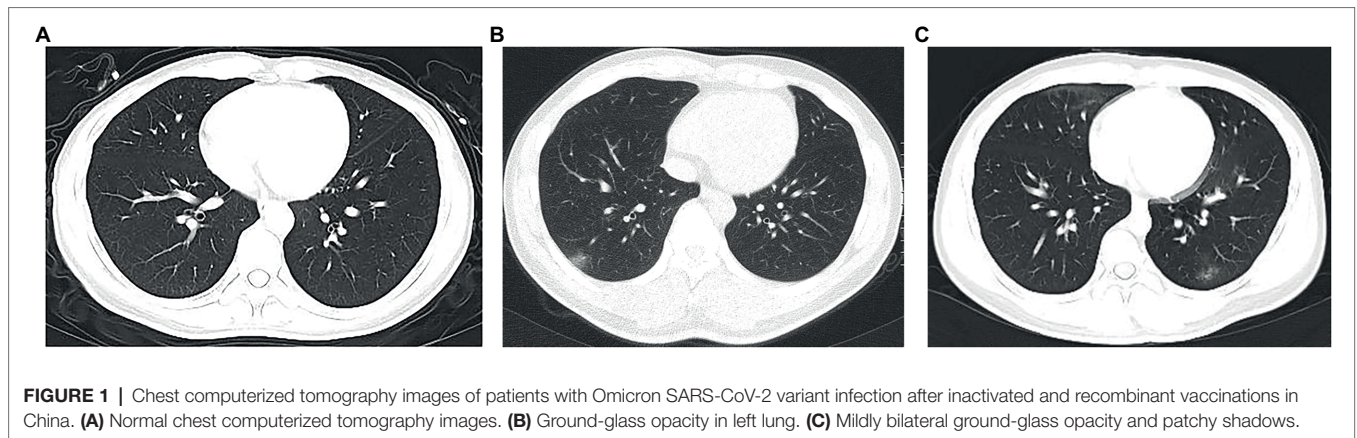 A
B
C
FIGURE 1 | Chest computerized tomography images of patients with Omicron SARS-CoV-2 variant infection after inactivated and recombinant vaccinations in
China. (A) Normal chest computerized tomography images. (B) Ground-glass opacity in left lung. (C) Mildly bilateral ground-glass opacity and patchy shadows.